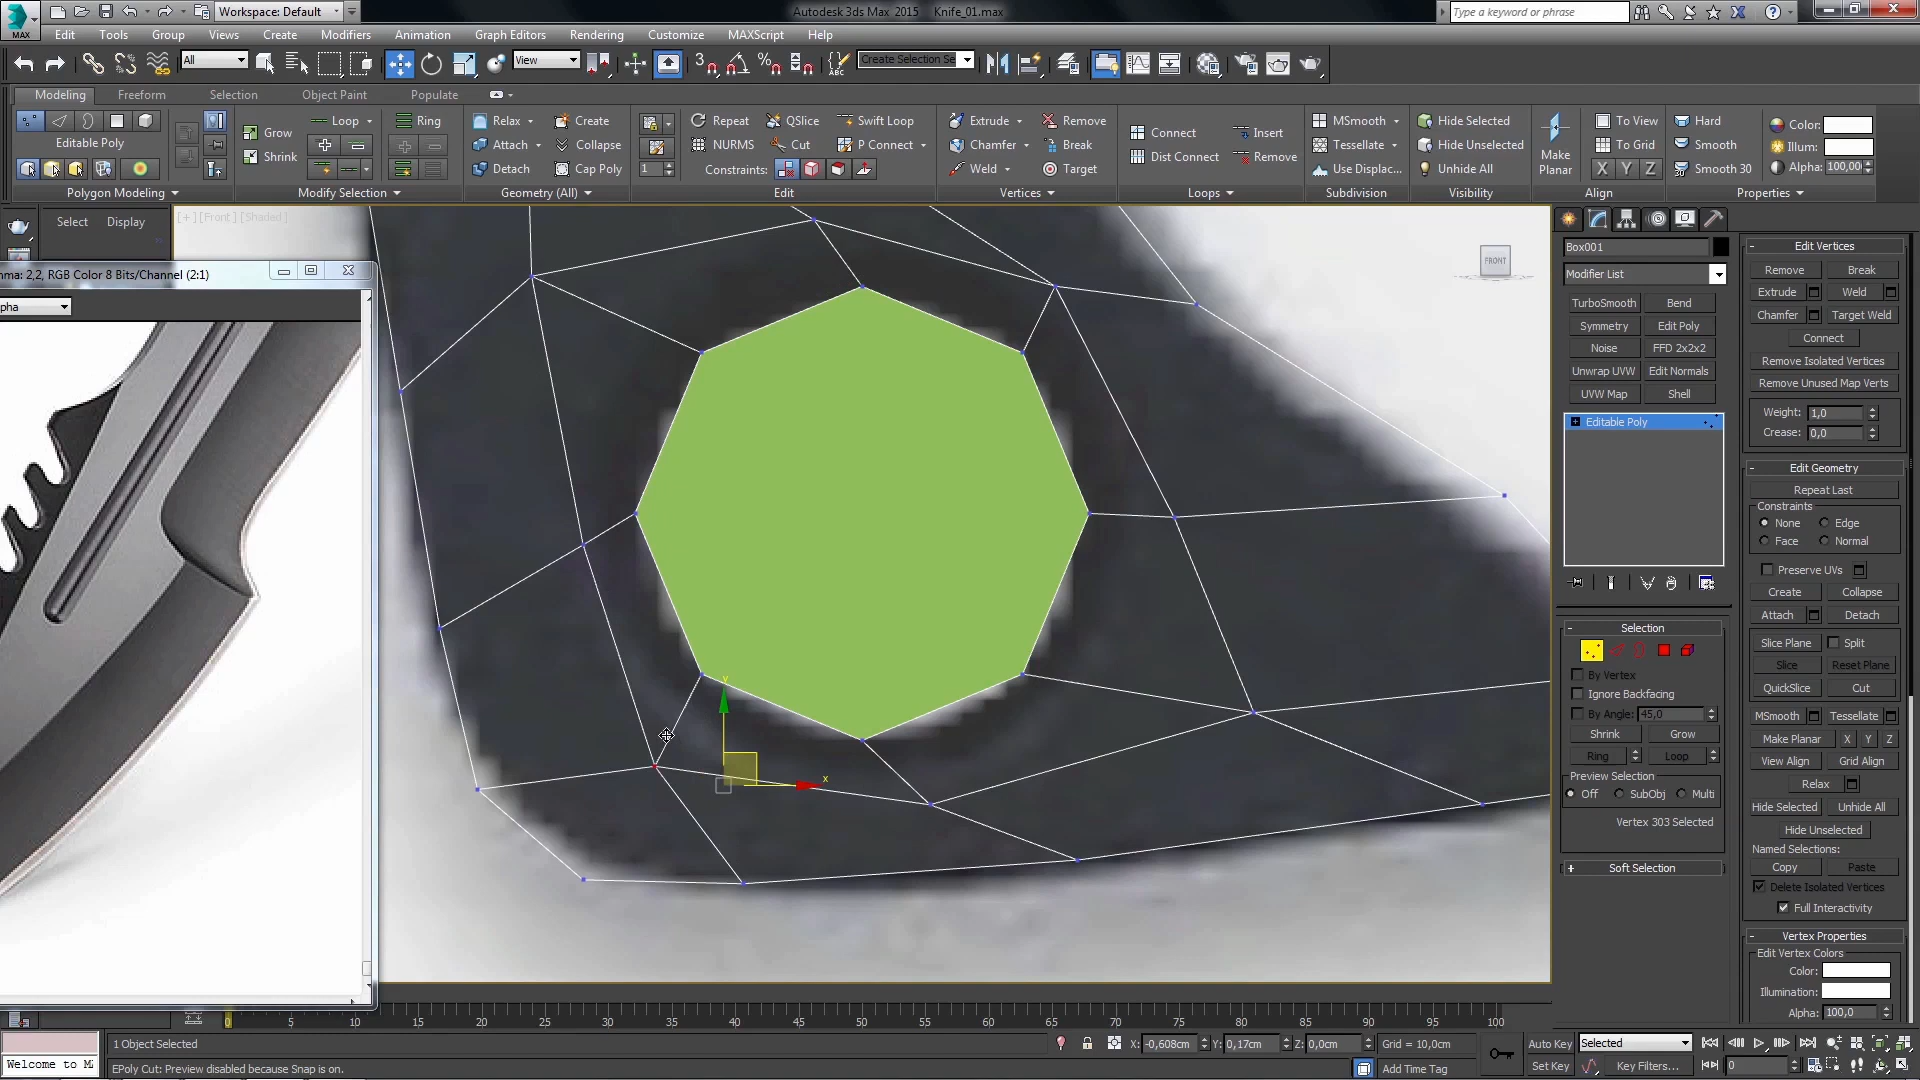 Workspace: Default
Autodesk 3ds Max 2015 Knife_01.max
Type a keyword or phrase
MAX
Edit Tools Group Views Create Modifiers Animation Graph Editors Rendering Customize MAXScript Help
All View Create Selection Se
Modeling Freeform Selection Object Paint Populate
Loop Ring Relax Create Repeat QSlice Swift Loop Extrude Remove MSmooth Hide Selected To View Hard Color:
Editable Poly Grow Attach Collapse NURMS Cut P Connect Chamfer Break Connect Insert Tessellate Hide Unselected Make Planar To Grid Smooth Illum:
Shrink Detach Cap Poly 1 Constraints: Weld Target Dist Connect Remove Use Displac... Unhide All X Y Z Smooth 30 Alpha: 100,00
Polygon Modeling Modify Selection Geometry (All) Edit Vertices Loops Subdivision Visibility Align Properties
Select Display
[+][Front][Shaded]
FRONT
mma: 2,2, RGB Color 8 Bits/Channel (2:1)
pha
y
x
Box001
Modifier List
TurboSmooth Bend
Symmetry Edit Poly
Noise FFD 2x2x2
Unwrap UVW Edit Normals
UVW Map Shell
Editable Poly
Selection
By Vertex
Ignore Backfacing
By Angle: 45,0
Shrink Grow
Ring Loop
Preview Selection
Off SubObj Multi
Vertex 303 Selected
Soft Selection
Edit Vertices
Remove Break
Extrude Weld
Chamfer Target Weld
Connect
Remove Isolated Vertices
Remove Unused Map Verts
Weight: 1,0
Crease: 0,0
Edit Geometry
Repeat Last
Constraints
None Edge
Face Normal
Preserve UVs
Create Collapse
Attach Detach
Slice Plane Split
Slice Reset Plane
QuickSlice Cut
MSmooth Tessellate
Make Planar X Y Z
View Align Grid Align
Relax
Hide Selected Unhide All
Hide Unselected
Named Selections:
Copy Paste
Delete Isolated Vertices
Full Interactivity
Vertex Properties
Edit Vertex Colors
Color:
Illumination:
Alpha: 100,0
0 5 10 15 20 25 30 35 40 45 50 55 60 65 70 75 80 85 90 95 100
1 Object Selected X: -0,608cm Y: 0,17cm Z: 0,0cm Grid = 10,0cm Auto Key Selected
Welcome to M EPoly Cut: Preview disabled because Snap is on. Add Time Tag Set Key Key Filters... 0